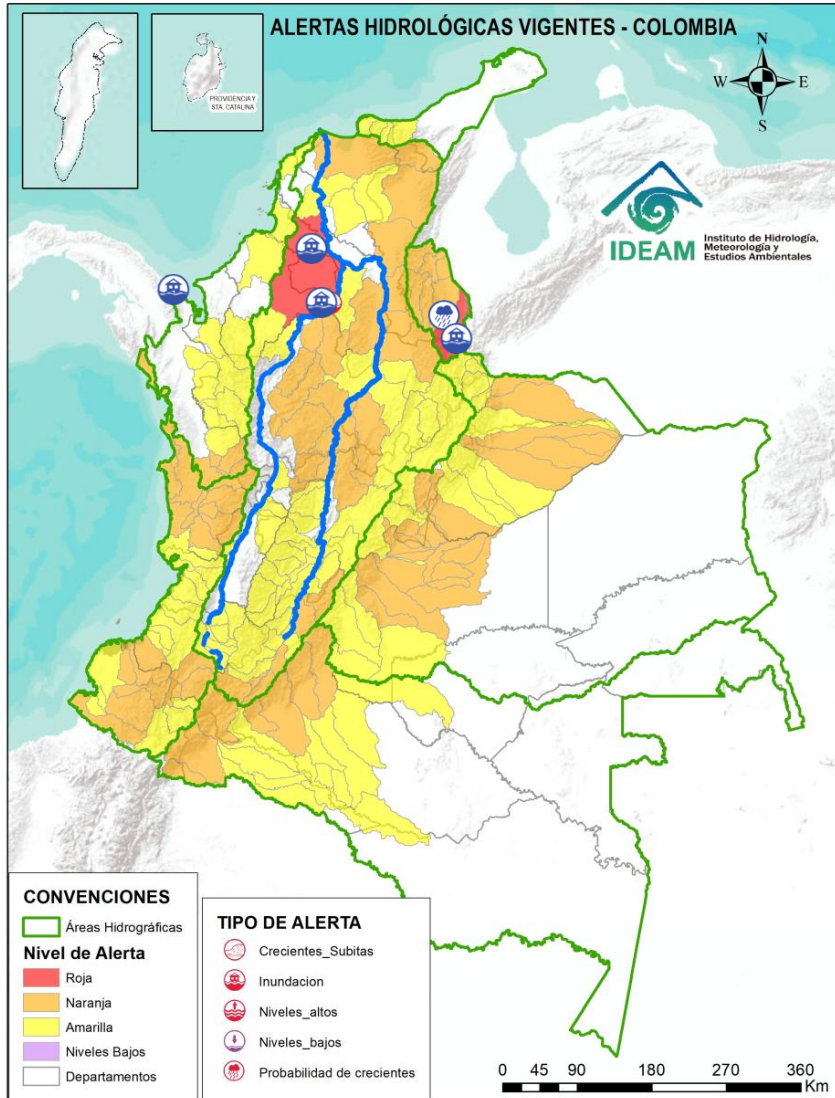 ALERTAS HIDROLÓGICAS VIGENTES - COLOMBIA
PROVIDENCIA Y
STA. CATALINA
N
W
E
S
IDEAM
Instituto de Hidrología,
Meteorología y
Estudios Ambientales
CONVENCIONES
Áreas Hidrográficas
Nivel de Alerta
Roja
Naranja
Amarilla
Niveles Bajos
Departamentos
TIPO DE ALERTA
Crecientes_Subitas
Inundacion
Niveles_altos
Niveles_bajos
Probabilidad de crecientes
0 45 90 180 270 360
Km